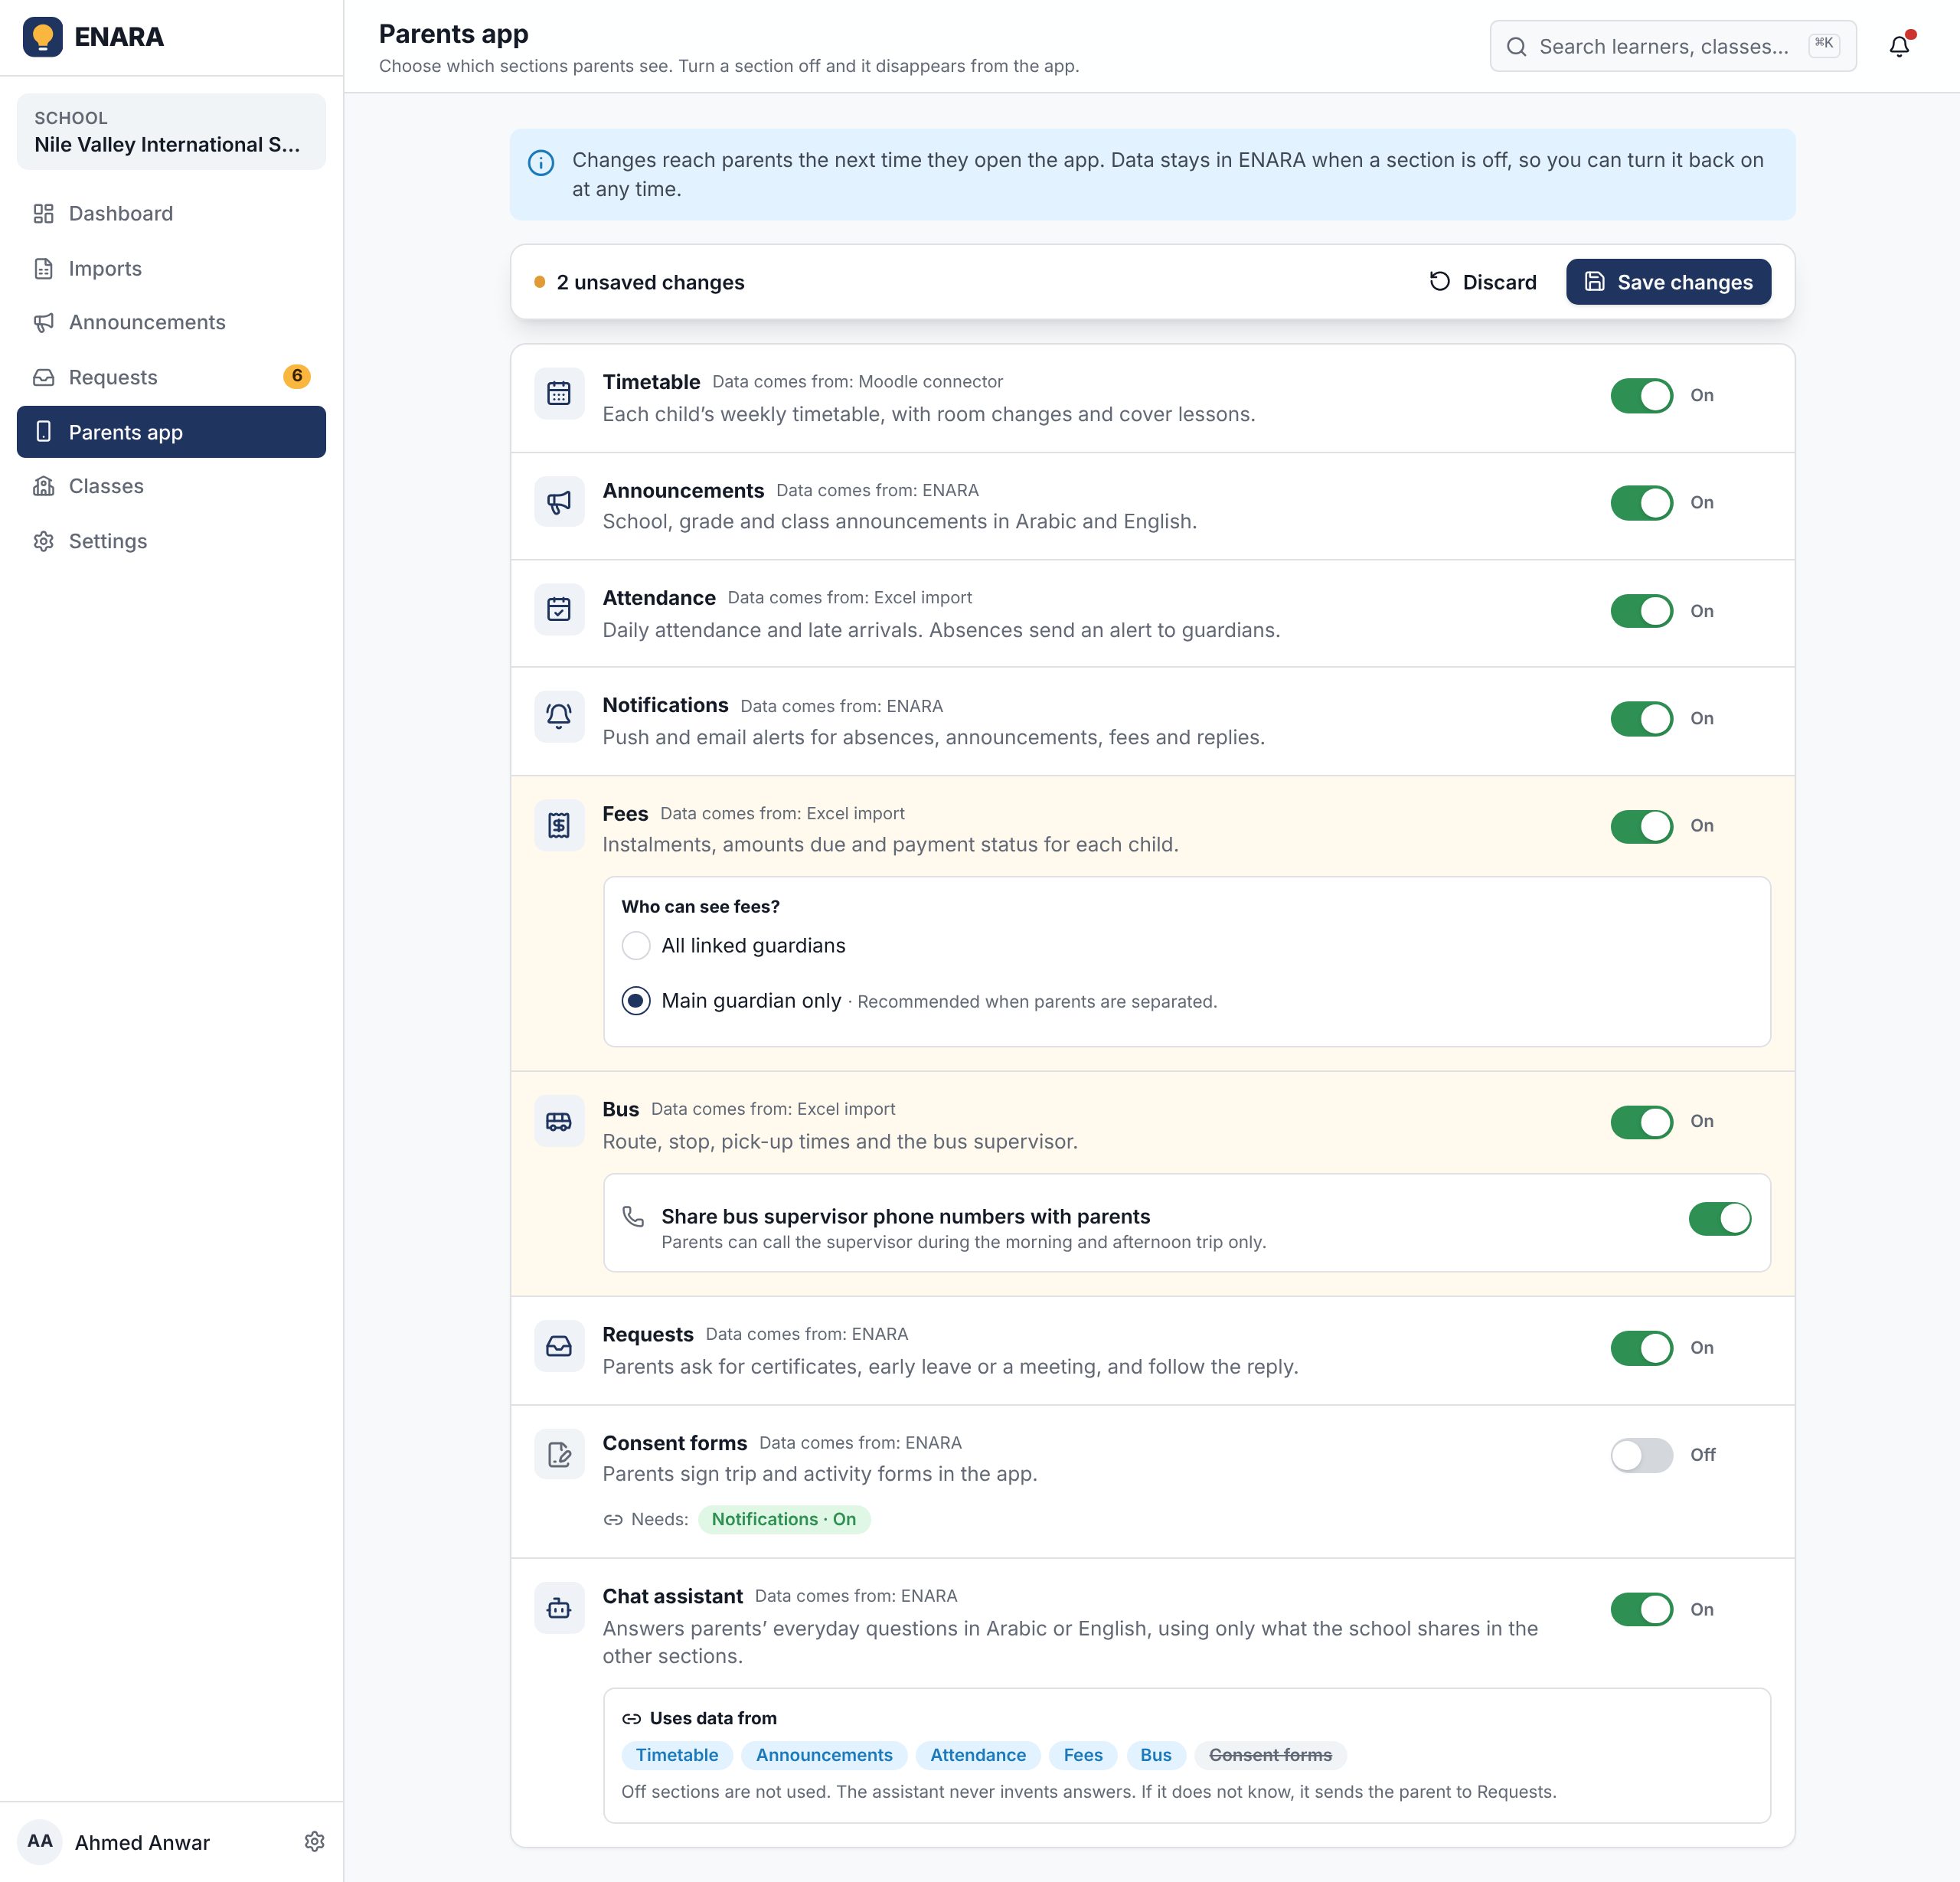 ENARA
SCHOOL
Nile Valley International S...
Dashboard
Imports
Announcements
Requests 6
Parents app
Classes
Settings
AA Ahmed Anwar
Parents app
Choose which sections parents see. Turn a section off and it disappears from the app.
Search learners, classes... ⌘K
Changes reach parents the next time they open the app. Data stays in ENARA when a section is off, so you can turn it back on
at any time.
2 unsaved changes Discard Save changes
Timetable Data comes from: Moodle connector On
Each child’s weekly timetable, with room changes and cover lessons.
Announcements Data comes from: ENARA On
School, grade and class announcements in Arabic and English.
Attendance Data comes from: Excel import On
Daily attendance and late arrivals. Absences send an alert to guardians.
Notifications Data comes from: ENARA On
Push and email alerts for absences, announcements, fees and replies.
Fees Data comes from: Excel import On
Instalments, amounts due and payment status for each child.
Who can see fees?
All linked guardians
Main guardian only · Recommended when parents are separated.
Bus Data comes from: Excel import On
Route, stop, pick-up times and the bus supervisor.
Share bus supervisor phone numbers with parents
Parents can call the supervisor during the morning and afternoon trip only.
Requests Data comes from: ENARA On
Parents ask for certificates, early leave or a meeting, and follow the reply.
Consent forms Data comes from: ENARA Off
Parents sign trip and activity forms in the app.
Needs: Notifications · On
Chat assistant Data comes from: ENARA On
Answers parents’ everyday questions in Arabic or English, using only what the school shares in the
other sections.
Uses data from
Timetable Announcements Attendance Fees Bus Consent forms
Off sections are not used. The assistant never invents answers. If it does not know, it sends the parent to Requests.